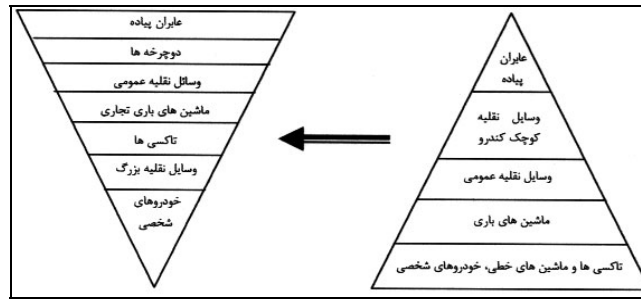 عابران پیاده
دوچرخه ها
وسائل نقلیه عمومی
ماشین های باری تجاری
تاکسی ها
وسایل نقلیه بزرگ
خودروهای
شخصی
عابران
پیاده
وسایل نقلیه
کوچک کندرو
وسایل نقلیه عمومی
ماشین های باری
تاکسی ها و ماشین های خطی، خودروهای شخصی